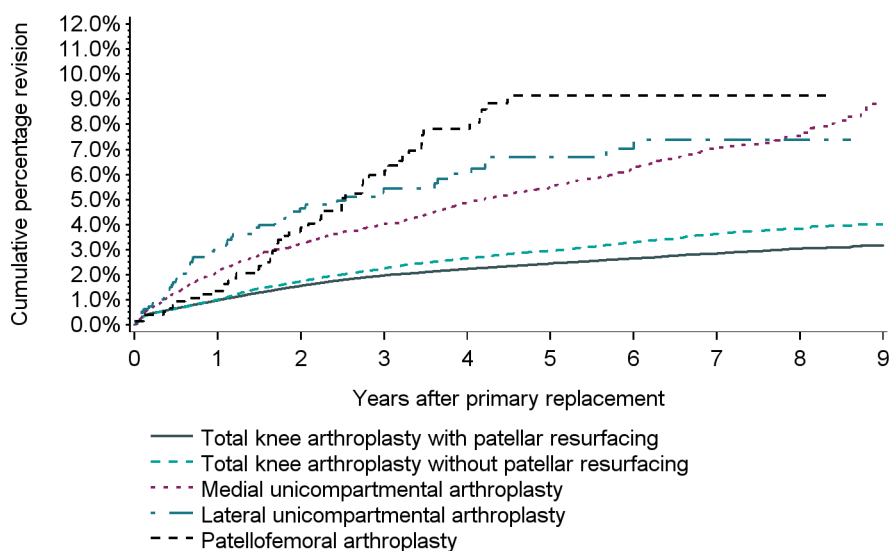 Cumulative percentage revision
12.0%
11.0%
10.0%
9.0%
8.0%
7.0%
6.0%
5.0%
4.0%
3.0%
2.0%
1.0%
0.0%
0 1 2 3 4 5 6 7 8 9
Years after primary replacement
Total knee arthroplasty with patellar resurfacing
Total knee arthroplasty without patellar resurfacing
Medial unicompartmental arthroplasty
Lateral unicompartmental arthroplasty
Patellofemoral arthroplasty